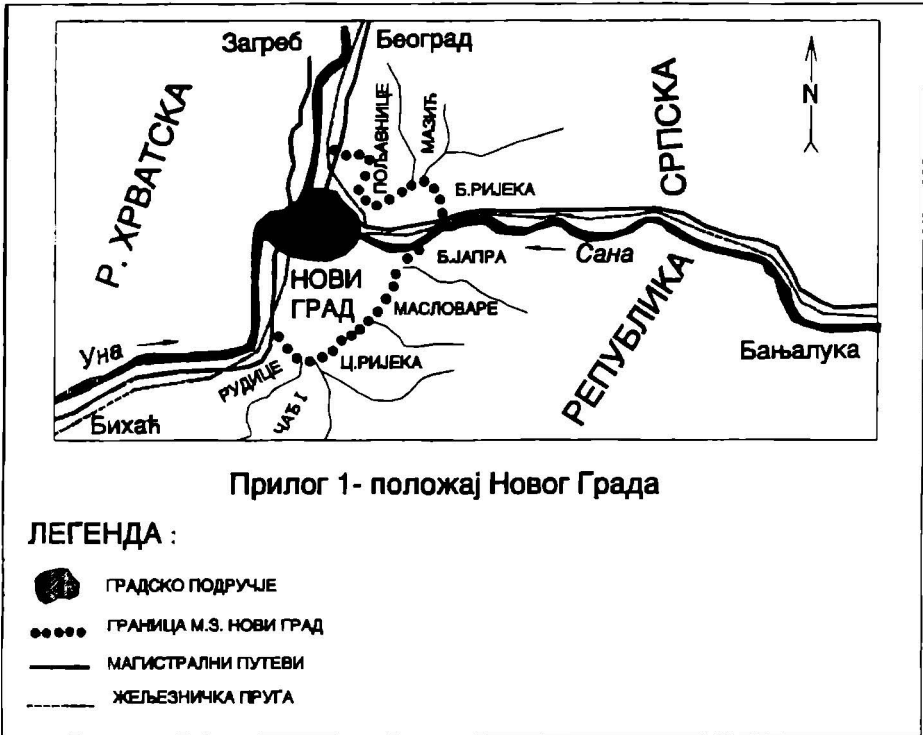 Загреб
Београд
N
Р. ХРВАТСКА
ПОЉАВНИЦЕ
МАЗИЋ
СРПСКА
Б.РИЈЕКА
Б.ЈАПРА
Сана
НОВИ
ГРАД
МАСЛОВАРЕ
РЕПУБЛИКА
Уна
РУДИЦЕ
Ц.РИЈЕКА
Бањалука
ЧАЂ I
Бихаћ
Прилог 1- положај Новог Града
ЛЕГЕНДА :
ГРАДСКО ПОДРУЧЈЕ
ГРАНИЦА М.З. НОВИ ГРАД
МАГИСТРАЛНИ ПУТЕВИ
ЖЕЉЕЗНИЧКА ПРУГА